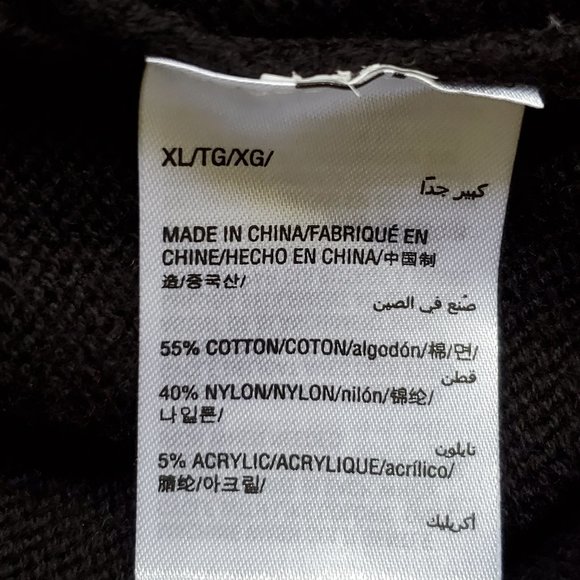 XL/TG/XG/
كبير جدًا
MADE IN CHINA/FABRIQUÉ EN
CHINE/HECHO EN CHINA/中国制
造/중국산/
صُنع في الصين
55% COTTON/COTON/algodón/棉/면/
قطن
40% NYLON/NYLON/nilón/锦纶/
나일론/
نايلون
5% ACRYLIC/ACRYLIQUE/acrílico/
腈纶/아크릴/
أكريليك